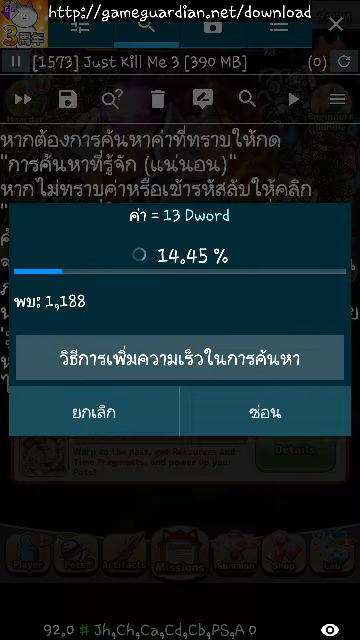 http://gameguardian.net/download
3周年
[1573] Just Kill Me 3 [390 MB]
(0)
หากต้องการค้นหาค่าที่ทราบให้กด
"การค้นหาที่รู้จัก (แน่นอน)"
หากไม่ทราบค่าหรือเข้ารหัสลับให้คลิก
ค่า = 13 Dword
14.45 %
พบ: 1,188
วิธีการเพิ่มความเร็วในการค้นหา
ยกเลิก
ซ่อน
Warp to the past, get Resources and
Time Fragments, and power up your
Pets!
Details
Player
Pets
Artifacts
Missions
Summon
Shop
Lab
92.0 # Jh,Ch,Ca,Cd,Cb,PS,A 0